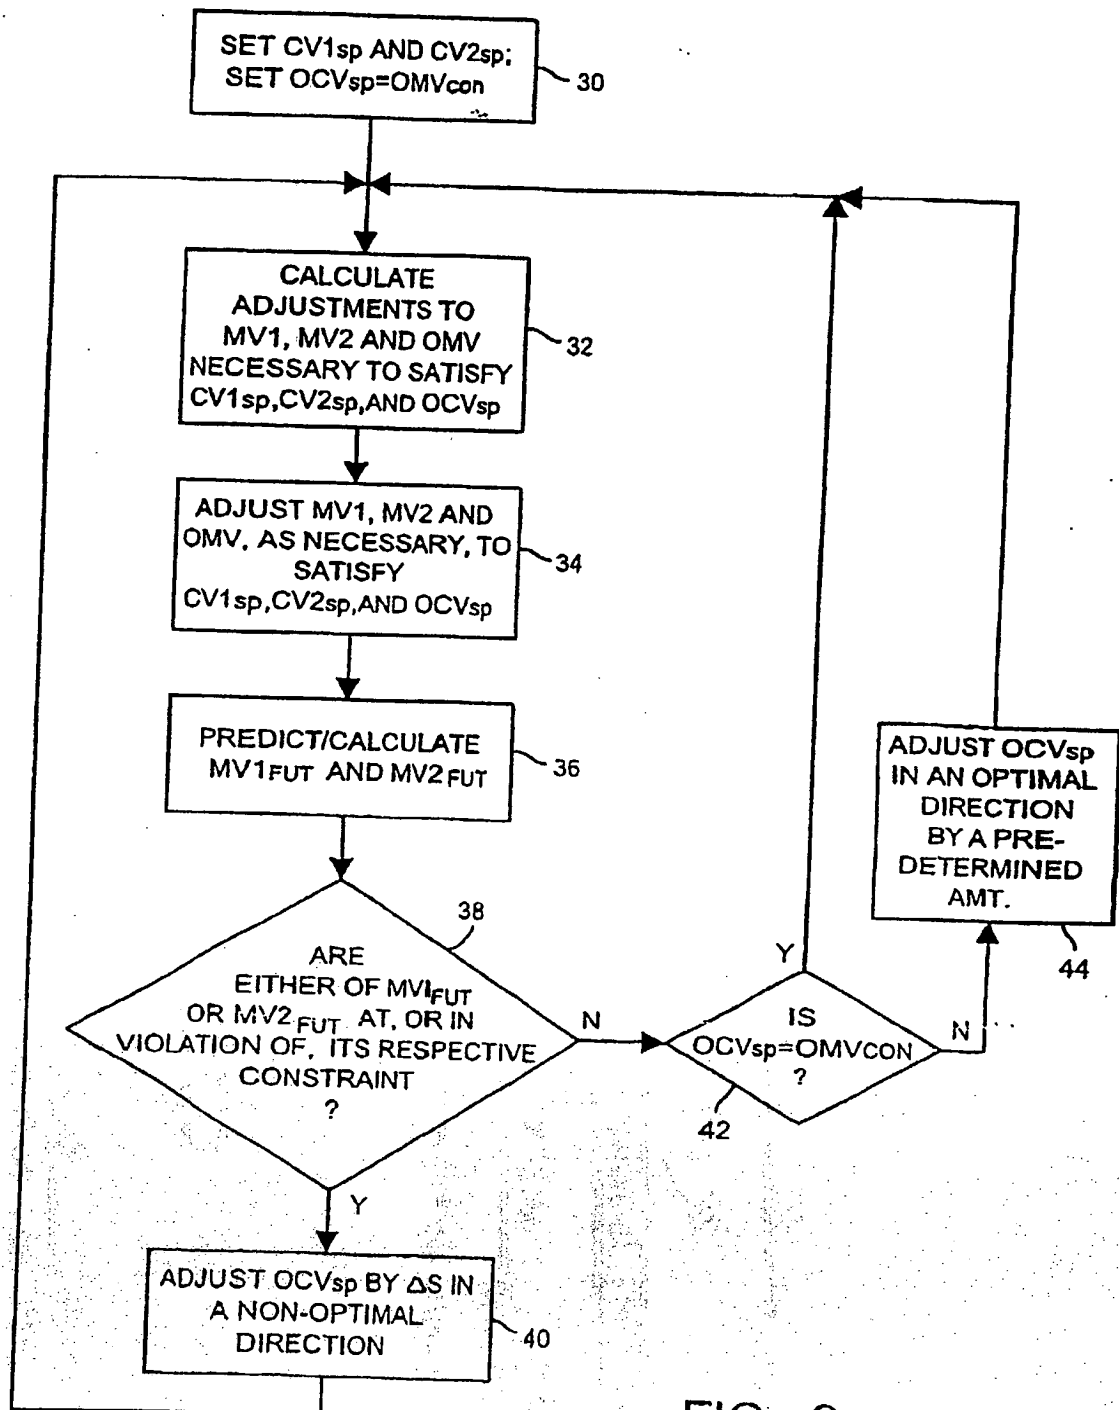 SET CV1sp AND CV2sp;
SET OCVsp=OMVcon
30
CALCULATE
ADJUSTMENTS TO
MV1, MV2 AND OMV
NECESSARY TO SATISFY
CV1sp,CV2sp,AND OCVsp
32
ADJUST MV1, MV2 AND
OMV, AS NECESSARY, TO
SATISFY
CV1sp,CV2sp,AND OCVsp
34
PREDICT/CALCULATE
MV1FUT AND MV2FUT
36
ADJUST OCVsp
IN AN OPTIMAL
DIRECTION
BY A PRE-
DETERMINED
AMT.
44
38
ARE
EITHER OF MV1FUT
OR MV2FUT AT, OR IN
VIOLATION OF, ITS RESPECTIVE
CONSTRAINT
?
N
Y
Y
IS
OCVsp=OMVCON
?
N
42
ADJUST OCVsp BY ΔS IN
A NON-OPTIMAL
DIRECTION
40